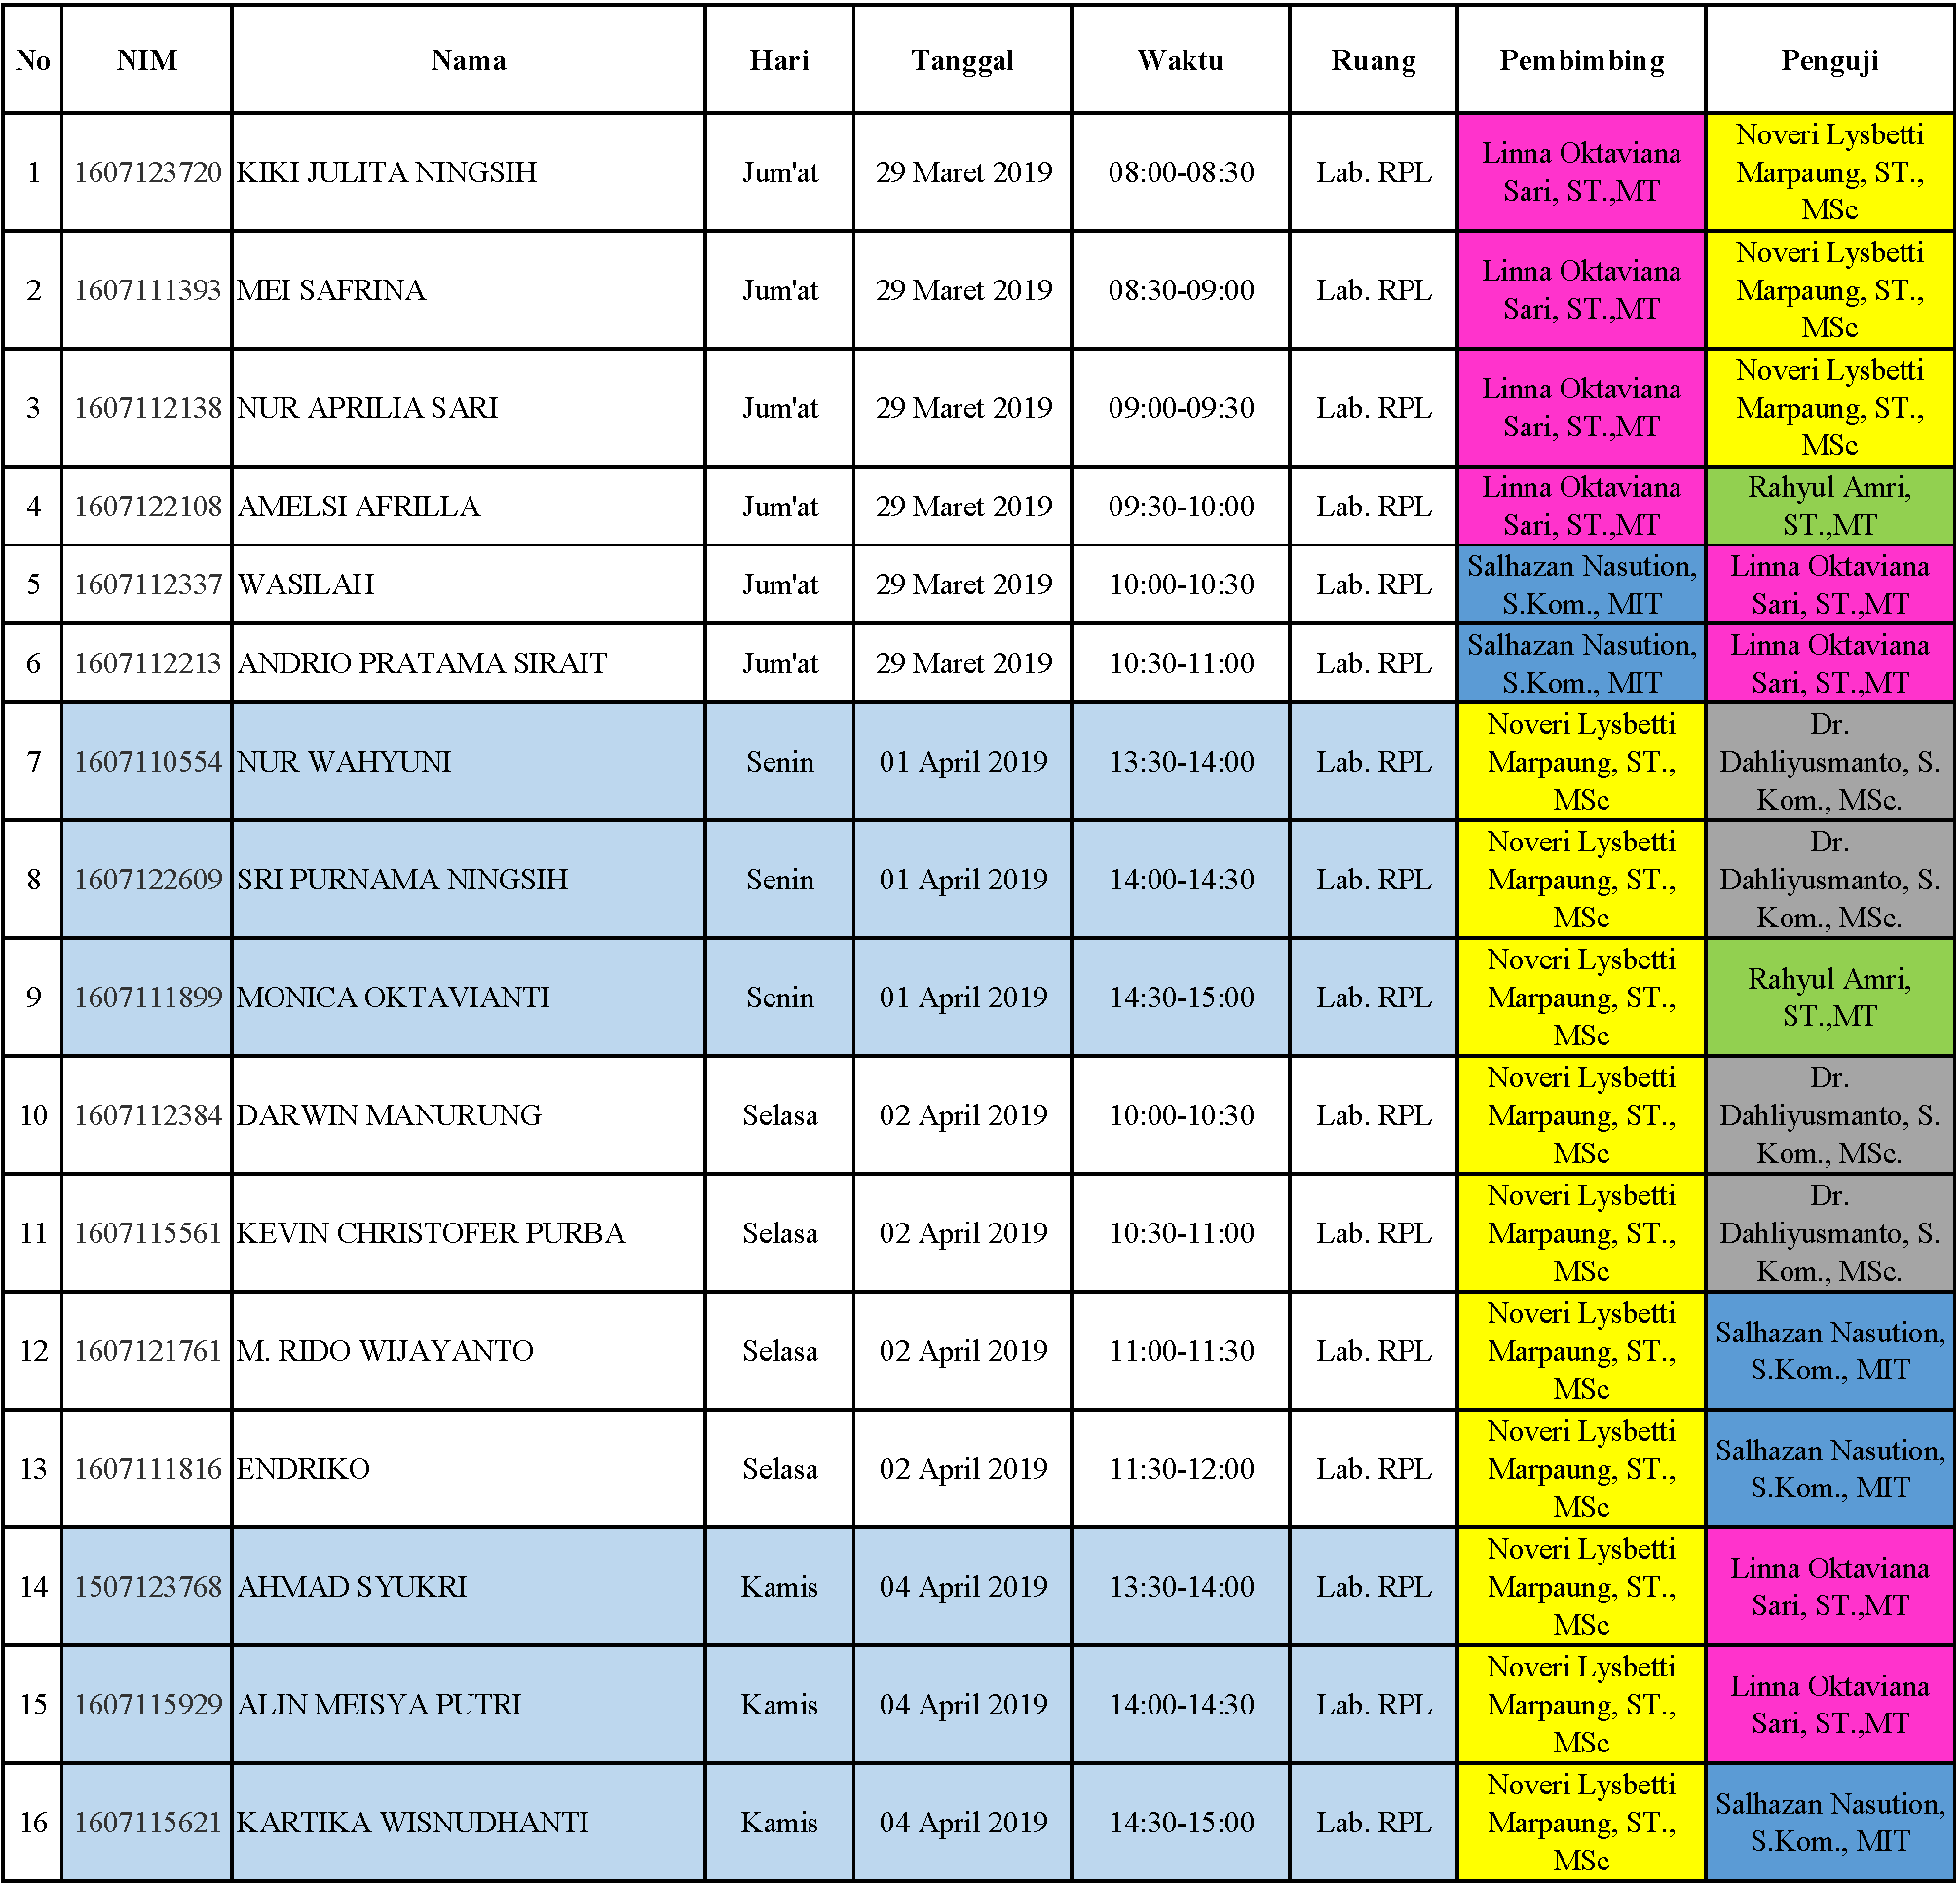 No NIM Nama Hari Tanggal Waktu Ruang Pembimbing Penguji
1 1607123720 KIKI JULITA NINGSIH Jum'at 29 Maret 2019 08:00-08:30 Lab. RPL Linna Oktaviana Sari, ST.,MT Noveri Lysbetti Marpaung, ST., MSc
2 1607111393 MEI SAFRINA Jum'at 29 Maret 2019 08:30-09:00 Lab. RPL Linna Oktaviana Sari, ST.,MT Noveri Lysbetti Marpaung, ST., MSc
3 1607112138 NUR APRILIA SARI Jum'at 29 Maret 2019 09:00-09:30 Lab. RPL Linna Oktaviana Sari, ST.,MT Noveri Lysbetti Marpaung, ST., MSc
4 1607122108 AMELSI AFRILLA Jum'at 29 Maret 2019 09:30-10:00 Lab. RPL Linna Oktaviana Sari, ST.,MT Rahyul Amri, ST.,MT
5 1607112337 WASILAH Jum'at 29 Maret 2019 10:00-10:30 Lab. RPL Salhazan Nasution, S.Kom., MIT Linna Oktaviana Sari, ST.,MT
6 1607112213 ANDRIO PRATAMA SIRAIT Jum'at 29 Maret 2019 10:30-11:00 Lab. RPL Salhazan Nasution, S.Kom., MIT Linna Oktaviana Sari, ST.,MT
7 1607110554 NUR WAHYUNI Senin 01 April 2019 13:30-14:00 Lab. RPL Noveri Lysbetti Marpaung, ST., MSc Dr. Dahliyusmanto, S. Kom., MSc.
8 1607122609 SRI PURNAMA NINGSIH Senin 01 April 2019 14:00-14:30 Lab. RPL Noveri Lysbetti Marpaung, ST., MSc Dr. Dahliyusmanto, S. Kom., MSc.
9 1607111899 MONICA OKTAVIANTI Senin 01 April 2019 14:30-15:00 Lab. RPL Noveri Lysbetti Marpaung, ST., MSc Rahyul Amri, ST.,MT
10 1607112384 DARWIN MANURUNG Selasa 02 April 2019 10:00-10:30 Lab. RPL Noveri Lysbetti Marpaung, ST., MSc Dr. Dahliyusmanto, S. Kom., MSc.
11 1607115561 KEVIN CHRISTOFER PURBA Selasa 02 April 2019 10:30-11:00 Lab. RPL Noveri Lysbetti Marpaung, ST., MSc Dr. Dahliyusmanto, S. Kom., MSc.
12 1607121761 M. RIDO WIJAYANTO Selasa 02 April 2019 11:00-11:30 Lab. RPL Noveri Lysbetti Marpaung, ST., MSc Salhazan Nasution, S.Kom., MIT
13 1607111816 ENDRIKO Selasa 02 April 2019 11:30-12:00 Lab. RPL Noveri Lysbetti Marpaung, ST., MSc Salhazan Nasution, S.Kom., MIT
14 1507123768 AHMAD SYUKRI Kamis 04 April 2019 13:30-14:00 Lab. RPL Noveri Lysbetti Marpaung, ST., MSc Linna Oktaviana Sari, ST.,MT
15 1607115929 ALIN MEISYA PUTRI Kamis 04 April 2019 14:00-14:30 Lab. RPL Noveri Lysbetti Marpaung, ST., MSc Linna Oktaviana Sari, ST.,MT
16 1607115621 KARTIKA WISNUDHANTI Kamis 04 April 2019 14:30-15:00 Lab. RPL Noveri Lysbetti Marpaung, ST., MSc Salhazan Nasution, S.Kom., MIT